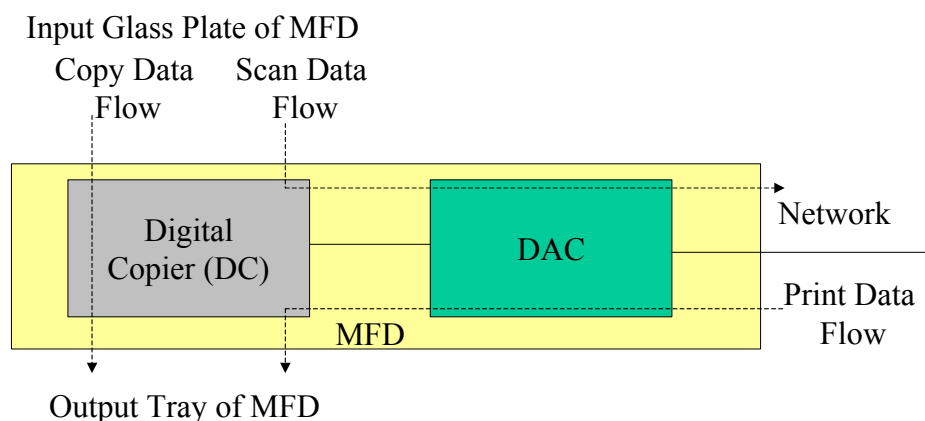 Input Glass Plate of MFD
Copy Data
Flow
Scan Data
Flow
Digital
Copier (DC)
DAC
Network
Print Data
Flow
MFD
Output Tray of MFD